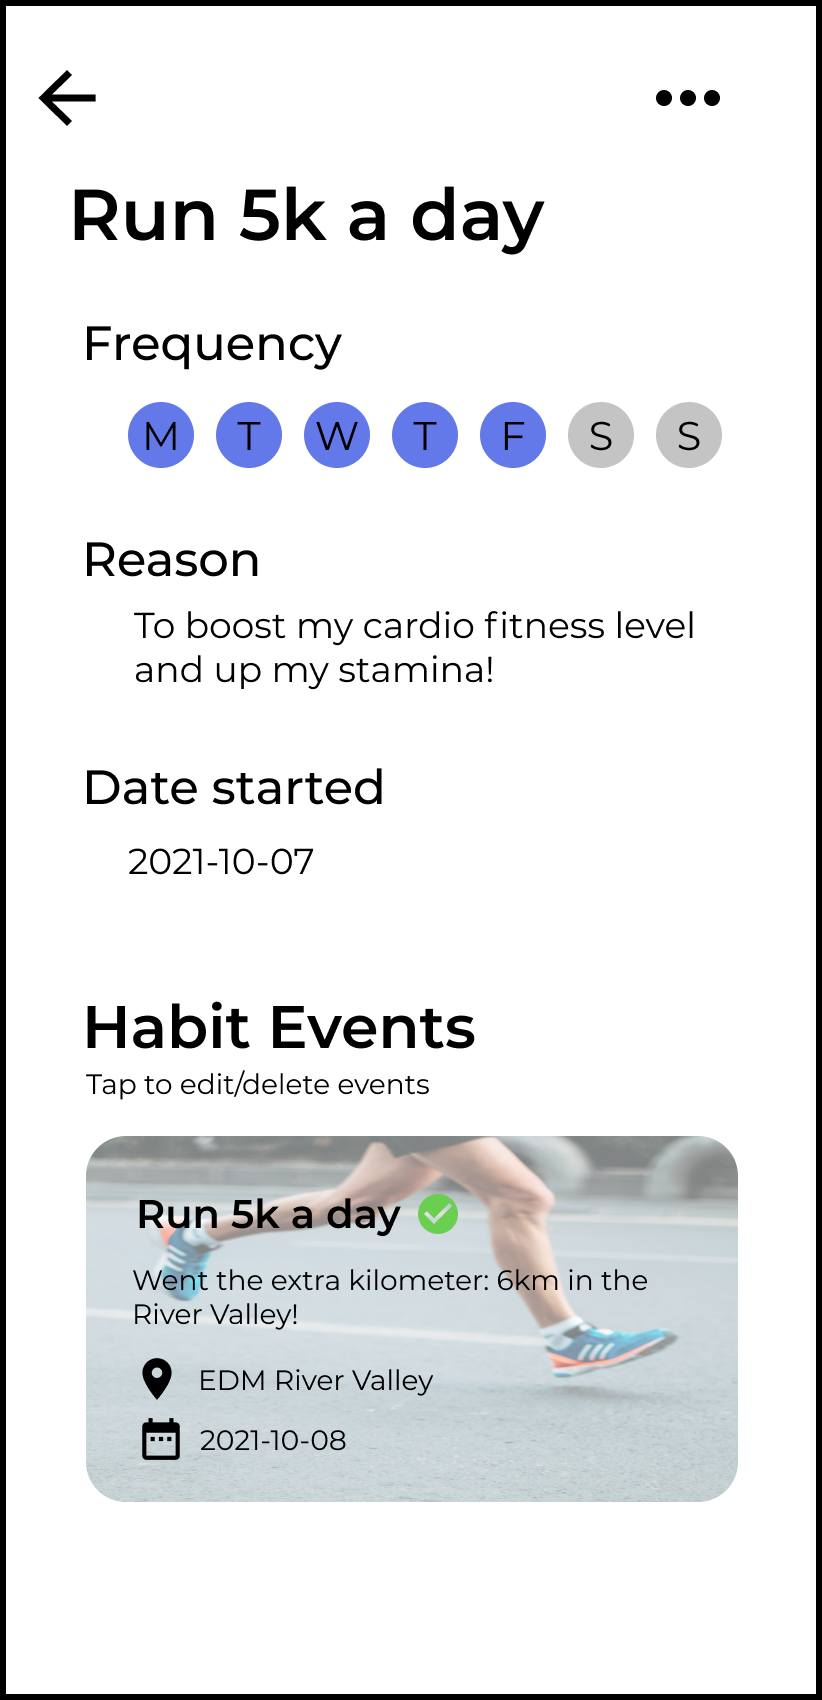 Run 5k a day
Frequency
M T W T F S S
Reason
To boost my cardio fitness level
and up my stamina!
Date started
2021-10-07
Habit Events
Tap to edit/delete events
Run 5k a day
Went the extra kilometer: 6km in the
River Valley!
EDM River Valley
2021-10-08